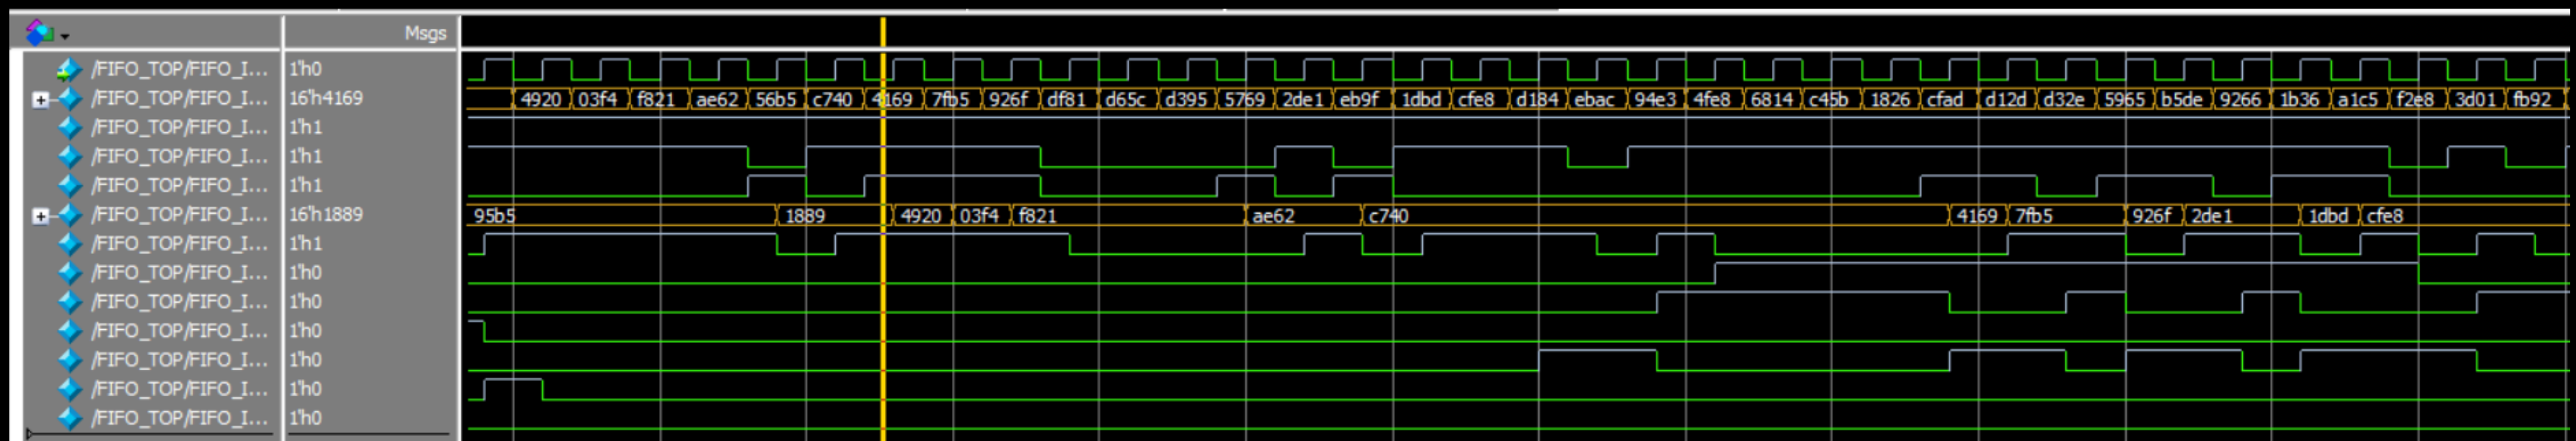 Msgs
/FIFO_TOP/FIFO_I... 1'h0
/FIFO_TOP/FIFO_I... 16'h4169 4920 03f4 f821 ae62 56b5 c740 4169 7fb5 926f df81 d65c d395 5769 2de1 eb9f 1dbd cfe8 d184 ebac 94e3 4fe8 6814 c45b 1826 cfad d12d d32e 5965 b5de 9266 1b36 a1c5 f2e8 3d01 fb92
/FIFO_TOP/FIFO_I... 1'h1
/FIFO_TOP/FIFO_I... 1'h1
/FIFO_TOP/FIFO_I... 1'h1
/FIFO_TOP/FIFO_I... 16'h1889 95b5 1889 4920 03f4 f821 ae62 c740 4169 7fb5 926f 2de1 1dbd cfe8
/FIFO_TOP/FIFO_I... 1'h1
/FIFO_TOP/FIFO_I... 1'h0
/FIFO_TOP/FIFO_I... 1'h0
/FIFO_TOP/FIFO_I... 1'h0
/FIFO_TOP/FIFO_I... 1'h0
/FIFO_TOP/FIFO_I... 1'h0
/FIFO_TOP/FIFO_I... 1'h0